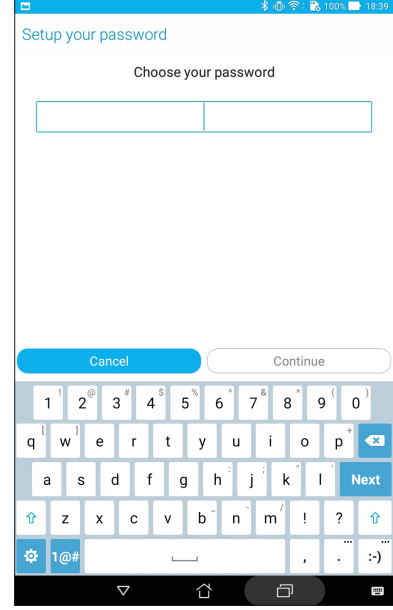 100% 18:39
Setup your password
Choose your password
Cancel Continue
! @ # $ % ^ & * ( )
1 2 3 4 5 6 7 8 9 0
[ ] +
q w e r t y u i o p
: ; " '
a s d f g h j k l Next
- _ /
z x c v b n m ! ?
1@# , . :-)